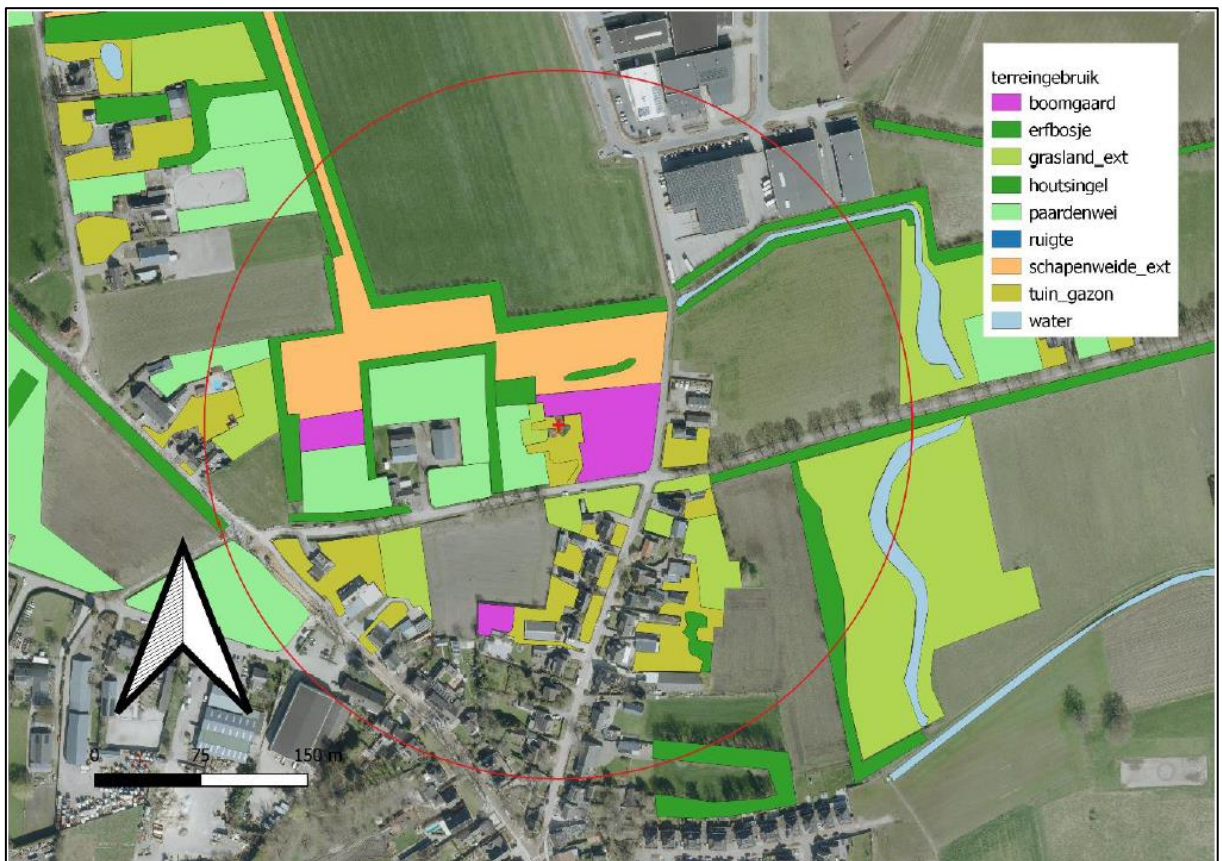 terreingebruik
boomgaard
erfbosje
grasland_ext
houtsingel
paardenwei
ruigte
schapenweide_ext
tuin_gazon
water
0 75 150 m